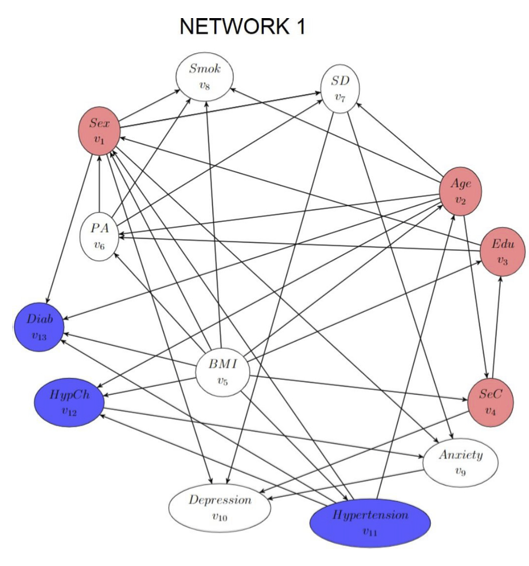 NETWORK 1
Smok
v₈
SD
v₇
Sex
v₁
Age
v₂
PA
v₆
Edu
v₃
Diab
v₁₃
BMI
v₅
HypCh
v₁₂
SeC
v₄
Anxiety
v₉
Depression
v₁₀
Hypertension
v₁₁